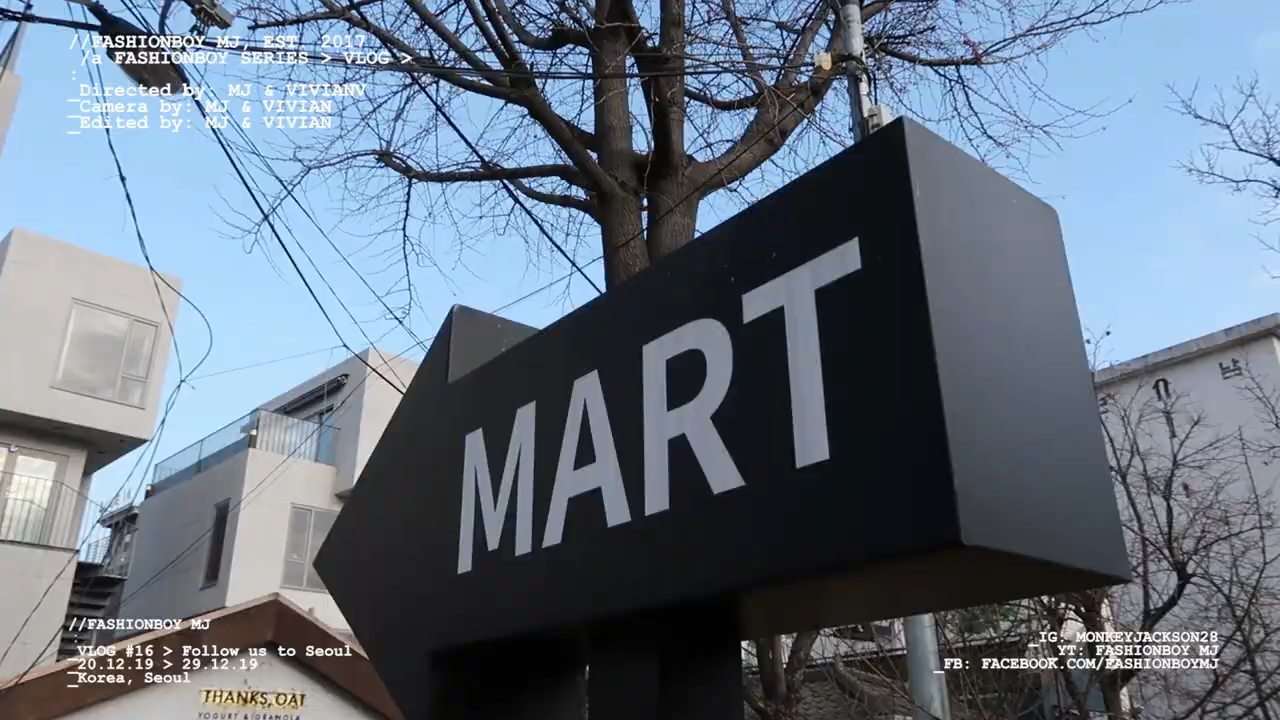 //FASHIONBOY MJ, EST. 2017
/a FASHIONBOY SERIES > VLOG >
:
_Directed by: MJ & VIVIANV
_Camera by: MJ & VIVIAN
_Edited by: MJ & VIVIAN
MART
//FASHIONBOY MJ
_VLOG #16 > Follow us to Seoul
_20.12.19 > 29.12.19
_Korea, Seoul
THANKS, OAT
YOGURT & GRANOLA
_IG: MONKEYJACKSON28
_YT: FASHIONBOY MJ
_FB: FACEBOOK.COM/FASHIONBOYMJ